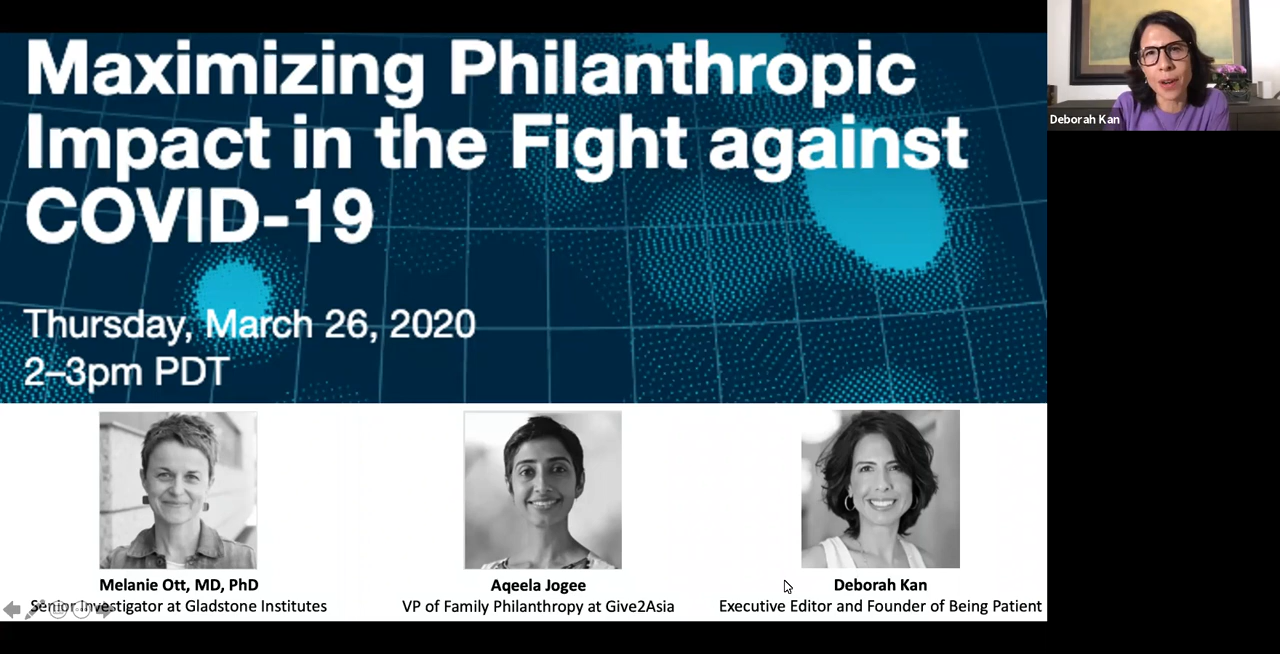 Maximizing Philanthropic
Impact in the Fight against
COVID-19
Thursday, March 26, 2020
2–3pm PDT
Deborah Kan
Melanie Ott, MD, PhD
Senior Investigator at Gladstone Institutes
Aqeela Jogee
VP of Family Philanthropy at Give2Asia
Deborah Kan
Executive Editor and Founder of Being Patient